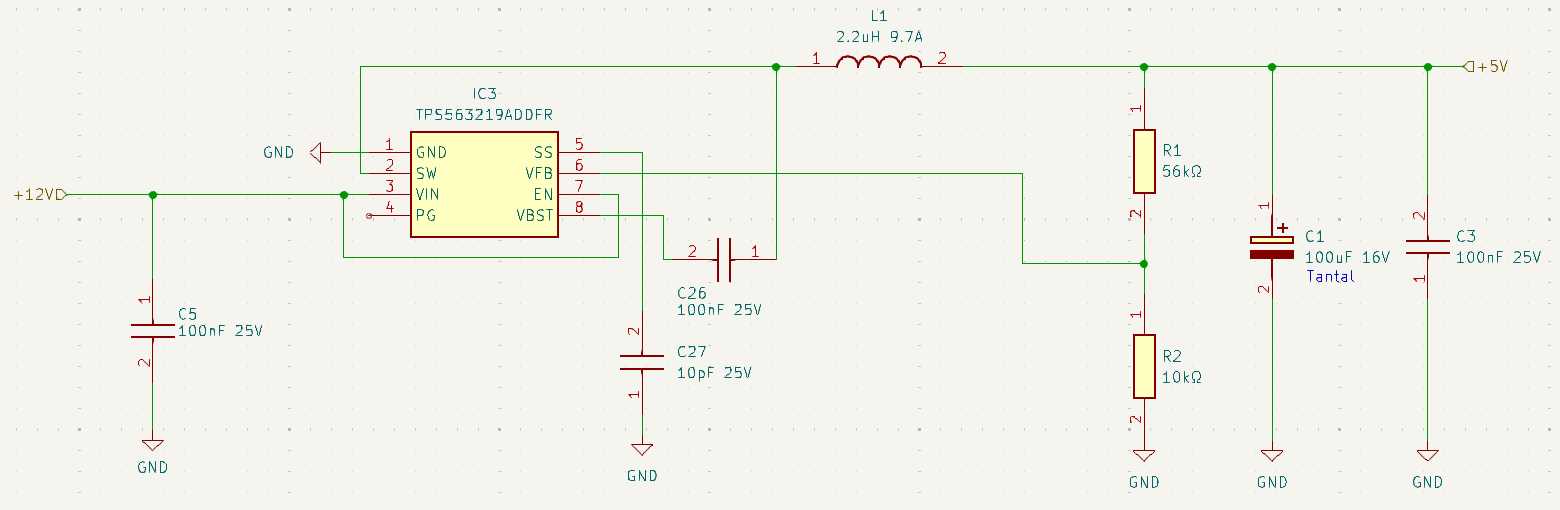 L1
2.2uH 9.7A
1
2
+5V
IC3
TPS563219ADDFR
GND
1
GND
SS
5
2
SW
VFB
6
+12V
3
VIN
EN
7
4
PG
VBST
8
1
R1
56kΩ
2
2
1
C26
100nF 25V
1
C1
100uF 16V
Tantal
2
2
C3
100nF 25V
1
1
C5
100nF 25V
2
GND
2
C27
10pF 25V
1
GND
1
R2
10kΩ
2
GND
GND
GND